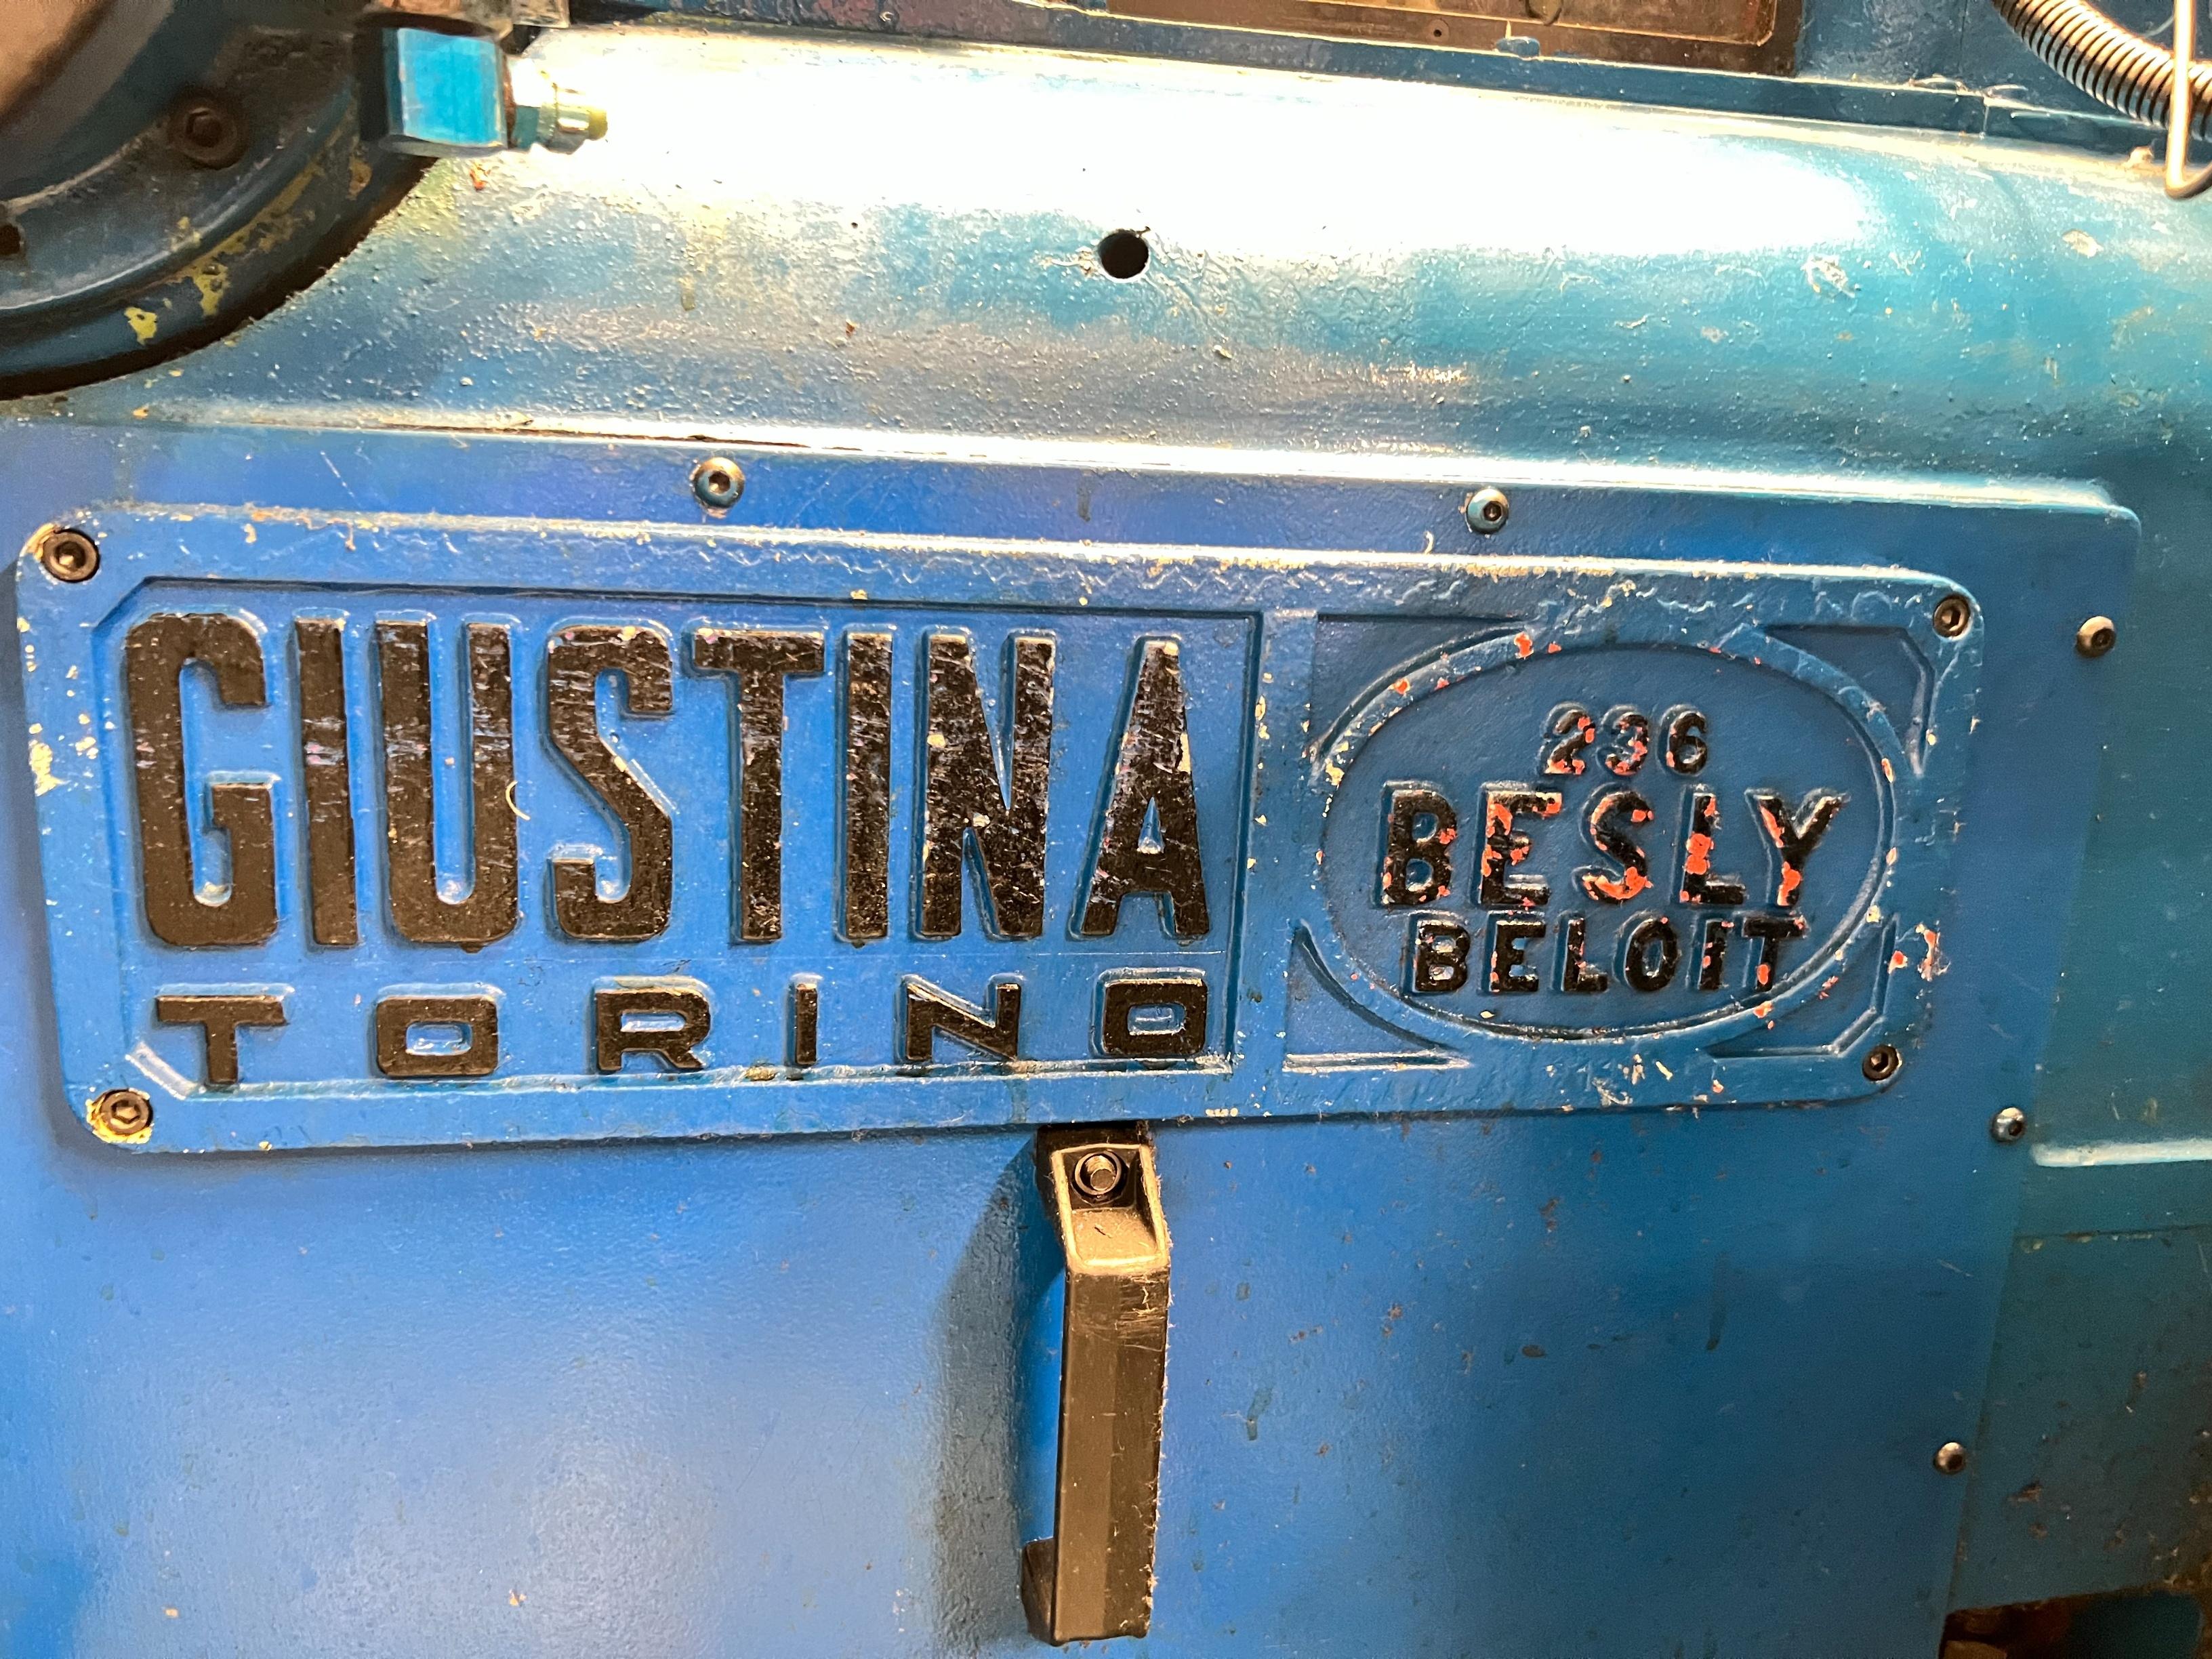 GIUSTINA
TORINO
236
BESLY
BELOIT